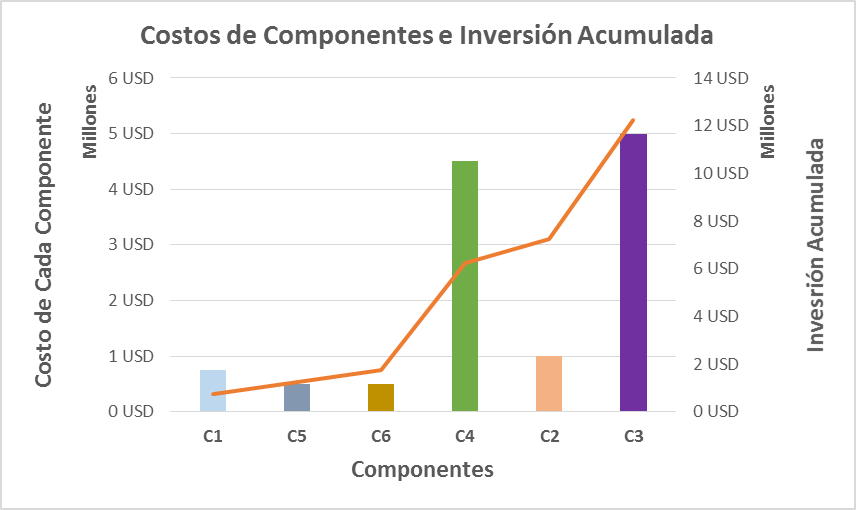 Costos de Componentes e Inversión Acumulada
Costo de Cada Componente
Millones
6 USD
5 USD
4 USD
3 USD
2 USD
1 USD
0 USD
14 USD
12 USD
10 USD
8 USD
6 USD
4 USD
2 USD
0 USD
Millones
Invesrión Acumulada
C1 C5 C6 C4 C2 C3
Componentes